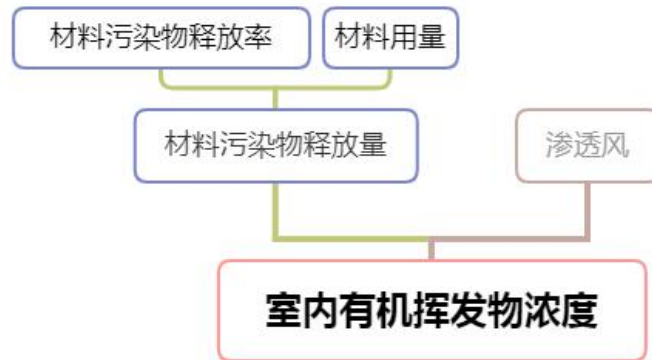 材料污染物释放率
材料用量
材料污染物释放量
渗透风
室内有机挥发物浓度